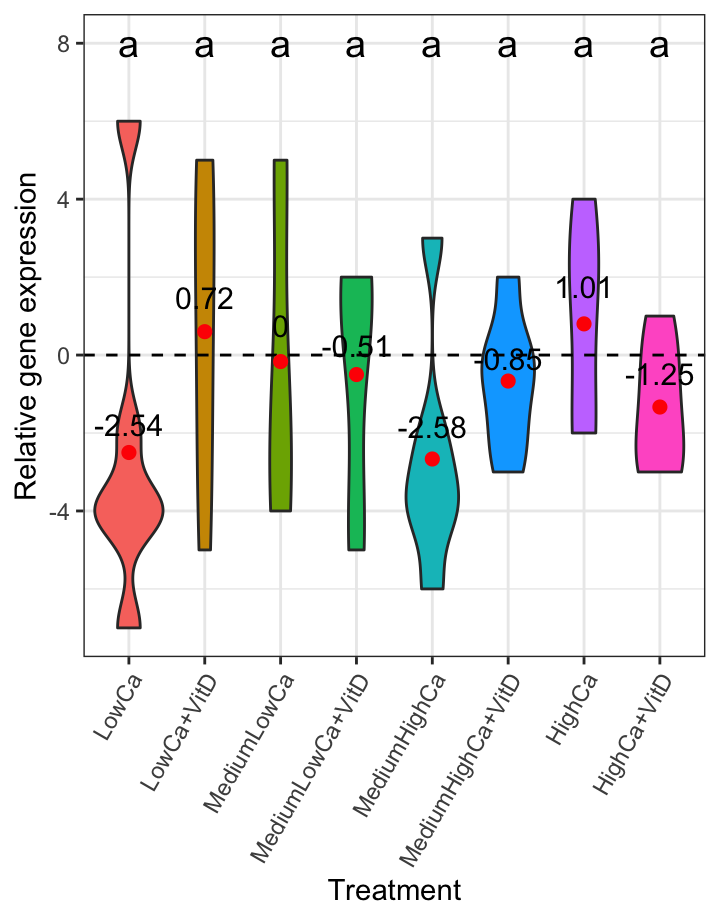 a a a a a a a a
8
4
0
-4
Relative gene expression
-2.54
0.72
0
-0.51
-2.58
-0.85
1.01
-1.25
LowCa
LowCa+VitD
MediumLowCa
MediumLowCa+VitD
MediumHighCa
MediumHighCa+VitD
HighCa
HighCa+VitD
Treatment